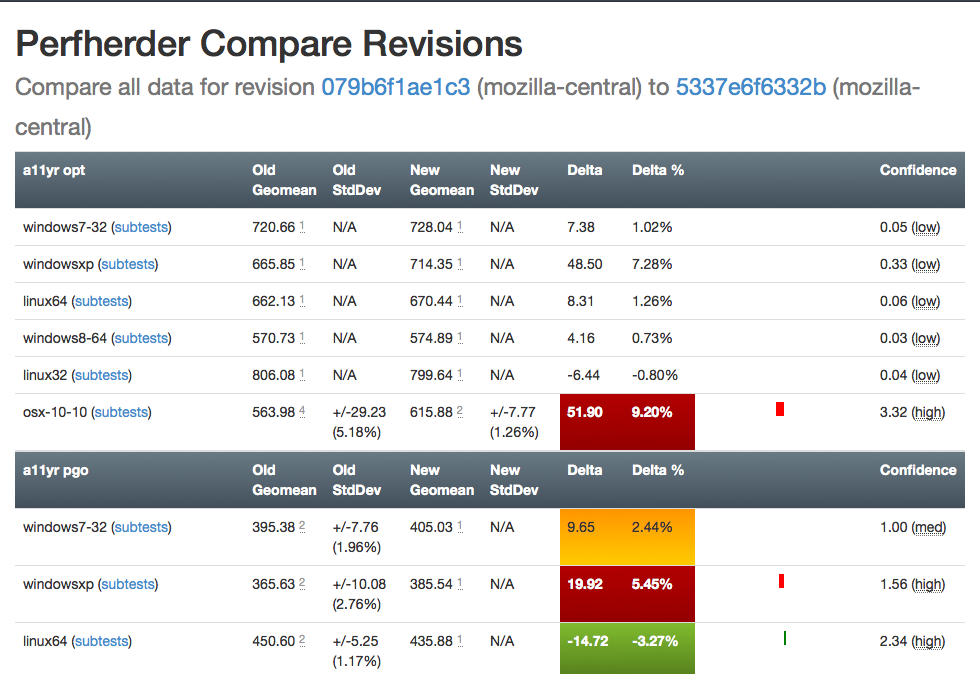 Perfherder Compare Revisions
Compare all data for revision 079b6f1ae1c3 (mozilla-central) to 5337e6f6332b (mozilla-
central)
a11yr opt Old Geomean Old StdDev New Geomean New StdDev Delta Delta % Confidence
windows7-32 (subtests) 720.66 1 N/A 728.04 1 N/A 7.38 1.02% 0.05 (low)
windowsxp (subtests) 665.85 1 N/A 714.35 1 N/A 48.50 7.28% 0.33 (low)
linux64 (subtests) 662.13 1 N/A 670.44 1 N/A 8.31 1.26% 0.06 (low)
windows8-64 (subtests) 570.73 1 N/A 574.89 1 N/A 4.16 0.73% 0.03 (low)
linux32 (subtests) 806.08 1 N/A 799.64 1 N/A -6.44 -0.80% 0.04 (low)
osx-10-10 (subtests) 563.98 4 +/-29.23 (5.18%) 615.88 2 +/-7.77 (1.26%) 51.90 9.20% 3.32 (high)
a11yr pgo Old Geomean Old StdDev New Geomean New StdDev Delta Delta % Confidence
windows7-32 (subtests) 395.38 2 +/-7.76 (1.96%) 405.03 1 N/A 9.65 2.44% 1.00 (med)
windowsxp (subtests) 365.63 2 +/-10.08 (2.76%) 385.54 1 N/A 19.92 5.45% 1.56 (high)
linux64 (subtests) 450.60 2 +/-5.25 (1.17%) 435.88 1 N/A -14.72 -3.27% 2.34 (high)